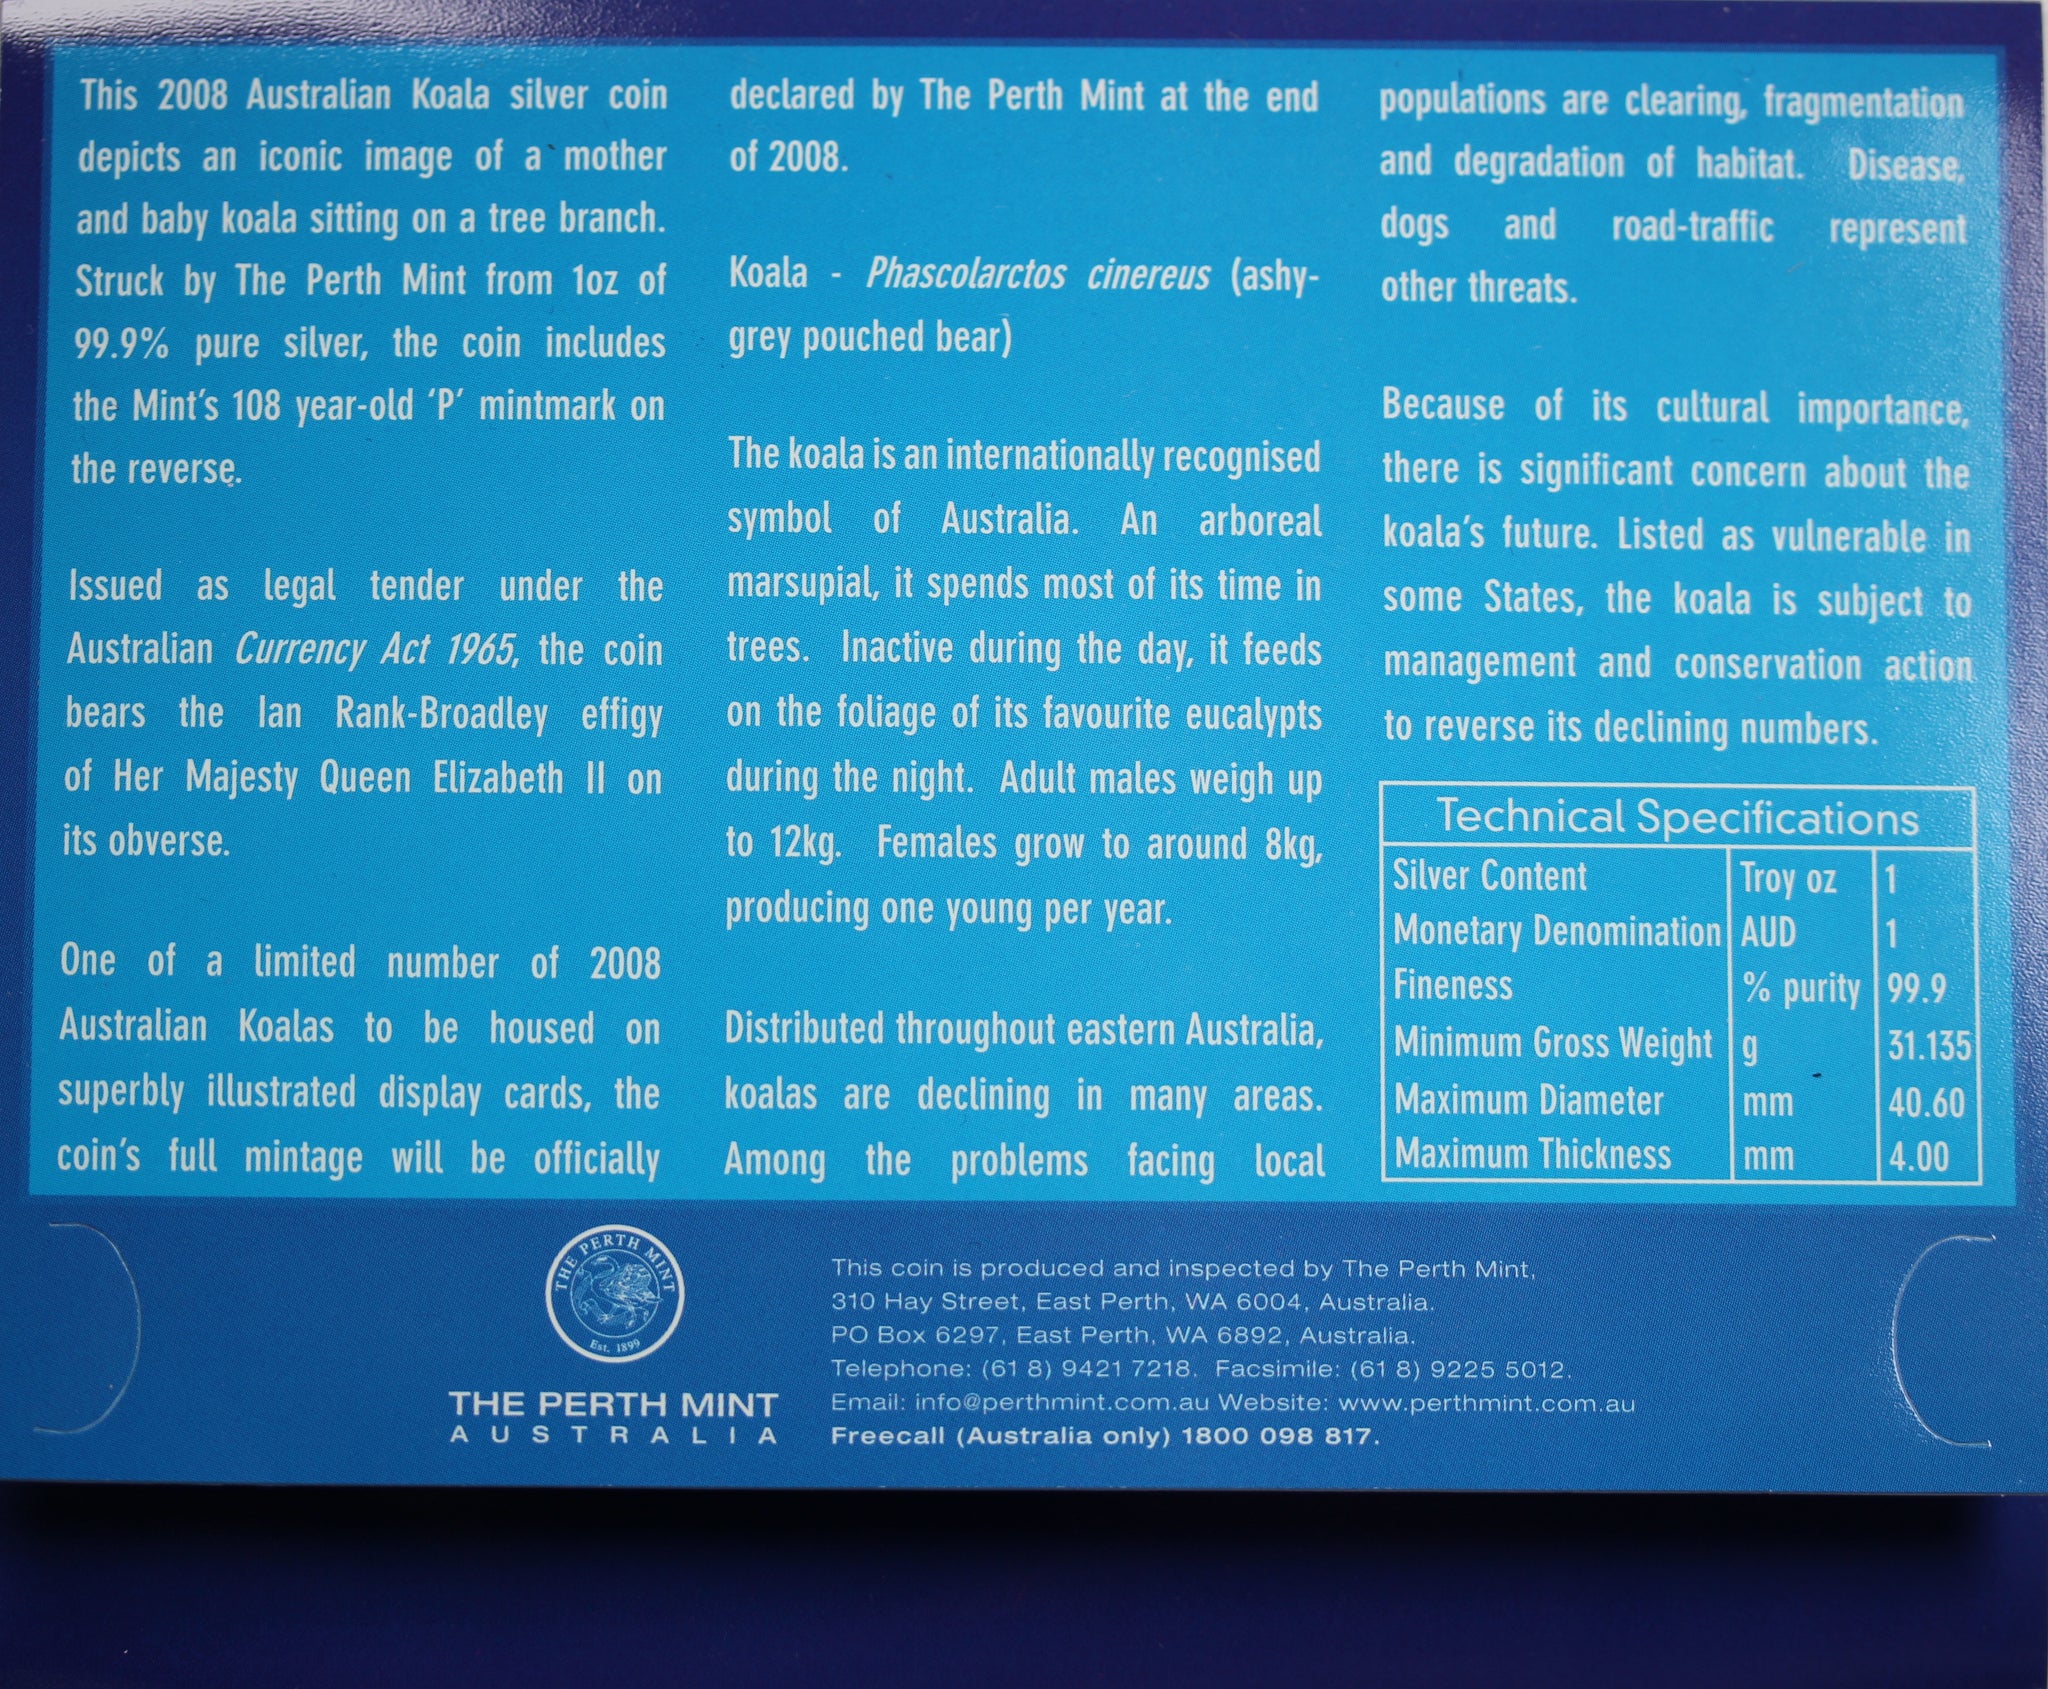 This 2008 Australian Koala silver coin
depicts an iconic image of a mother
and baby koala sitting on a tree branch.
Struck by The Perth Mint from 1oz of
99.9% pure silver, the coin includes
the Mint's 108 year-old 'P' mintmark on
the reverse.
Issued as legal tender under the
Australian Currency Act 1965, the coin
bears the Ian Rank-Broadley effigy
of Her Majesty Queen Elizabeth II on
its obverse.
One of a limited number of 2008
Australian Koalas to be housed on
superbly illustrated display cards, the
coin's full mintage will be officially
declared by The Perth Mint at the end
of 2008.
Koala - Phascolarctos cinereus (ashy-
grey pouched bear)
The koala is an internationally recognised
symbol of Australia. An arboreal
marsupial, it spends most of its time in
trees. Inactive during the day, it feeds
on the foliage of its favourite eucalypts
during the night. Adult males weigh up
to 12kg. Females grow to around 8kg,
producing one young per year.
Distributed throughout eastern Australia,
koalas are declining in many areas.
Among the problems facing local
populations are clearing, fragmentation
and degradation of habitat. Disease,
dogs and road-traffic represent
other threats.
Because of its cultural importance,
there is significant concern about the
koala's future. Listed as vulnerable in
some States, the koala is subject to
management and conservation action
to reverse its declining numbers.
Technical Specifications
Silver Content Troy oz 1
Monetary Denomination AUD 1
Fineness % purity 99.9
Minimum Gross Weight g 31.135
Maximum Diameter mm 40.60
Maximum Thickness mm 4.00
THE PERTH MINT
Est. 1899
THE PERTH MINT
AUSTRALIA
This coin is produced and inspected by The Perth Mint,
310 Hay Street, East Perth, WA 6004, Australia.
PO Box 6297, East Perth, WA 6892, Australia.
Telephone: (61 8) 9421 7218. Facsimile: (61 8) 9225 5012.
Email: info@perthmint.com.au Website: www.perthmint.com.au
Freecall (Australia only) 1800 098 817.